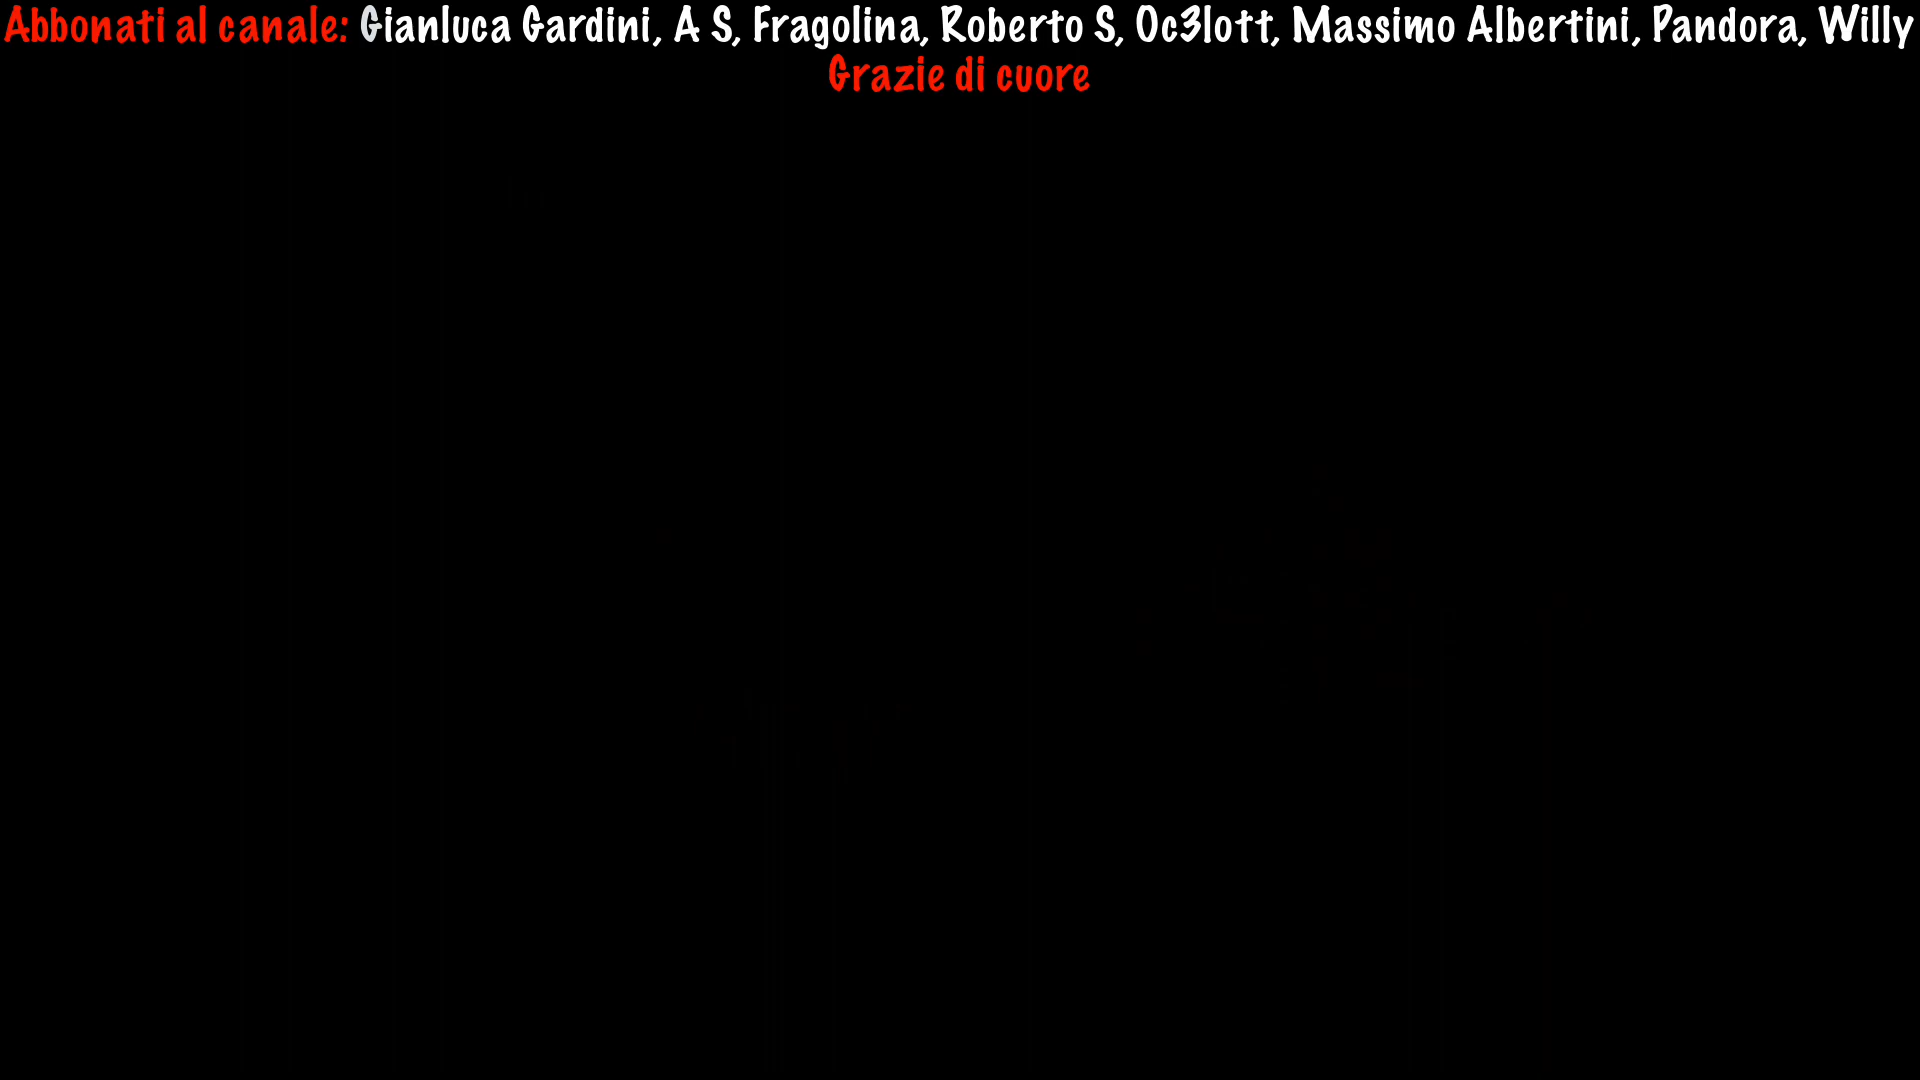 Abbonati al canale: Gianluca Gardini, A S, Fragolina, Roberto S, Oc3lott, Massimo Albertini, Pandora, Willy
Grazie di cuore